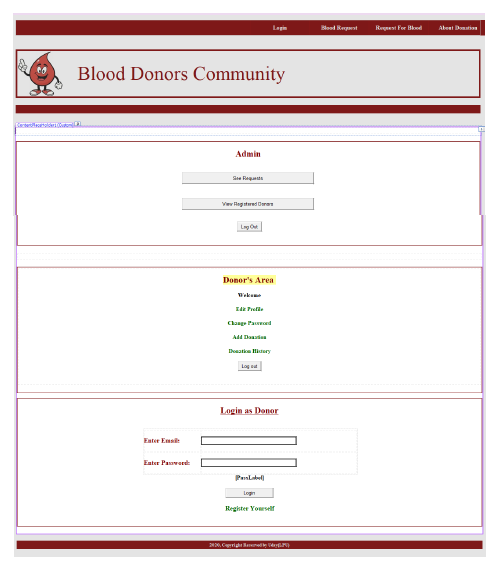 Login Blood Request Request For Blood About Donation
Blood Donors Community
ContentPlaceHolder1 (Custom)
Admin
See Requests
View Registered Donors
Log Out
Donor's Area
Welcome
Edit Profile
Change Password
Add Donation
Donation History
Log out
Login as Donor
Enter Email:
Enter Password:
[PassLabel]
Login
Register Yourself
2020, Copyright Reserved by Uday(LPU)